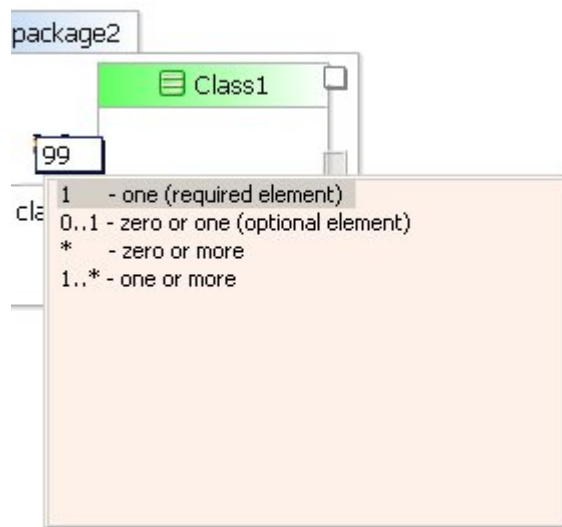 package2
Class1
99
cla
1 - one (required element)
0..1 - zero or one (optional element)
* - zero or more
1..* - one or more